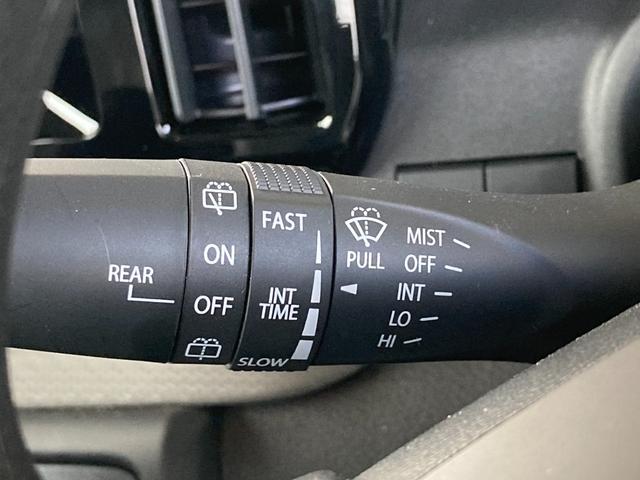 REAR
ON
OFF
FAST
INT
TIME
SLOW
PULL
MIST
OFF
INT
LO
HI